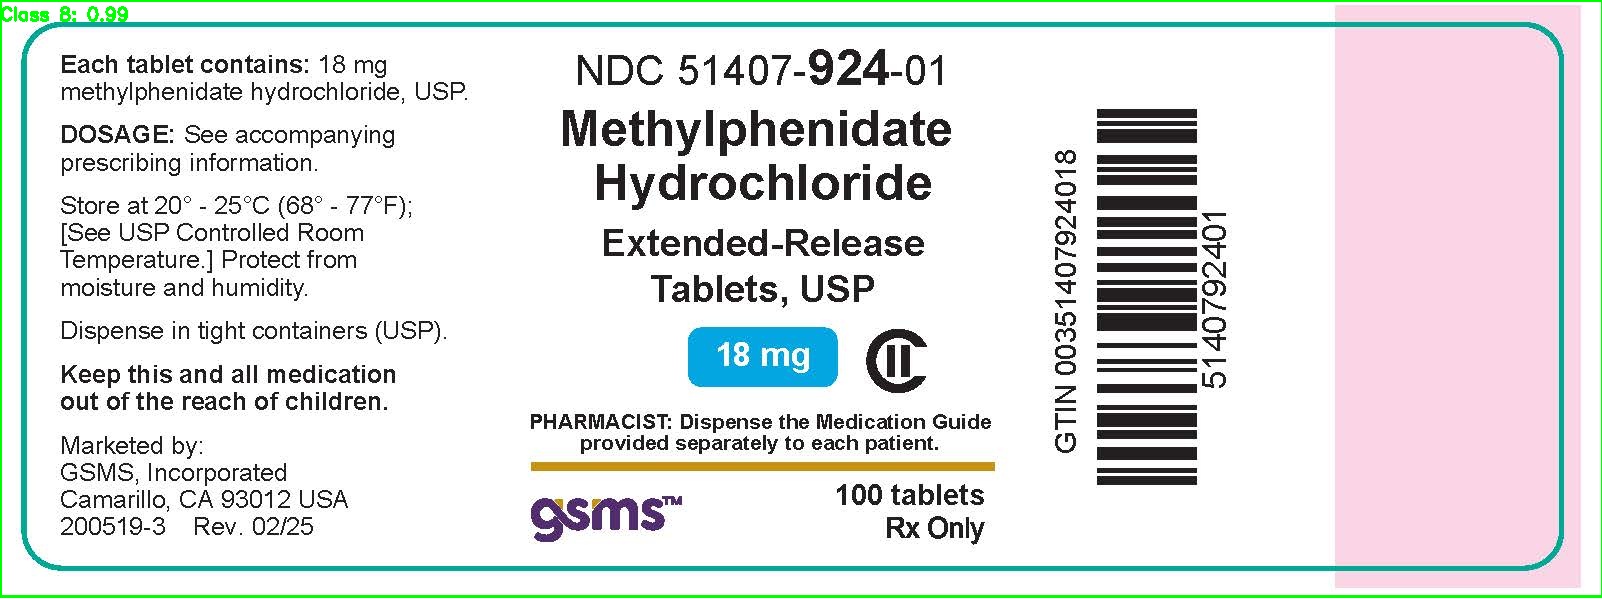 Class 8: 0.99
Each tablet contains: 18 mg
methylphenidate hydrochloride, USP.
DOSAGE: See accompanying
prescribing information.
Store at 20° - 25°C (68° - 77°F);
[See USP Controlled Room
Temperature.] Protect from
moisture and humidity.
Dispense in tight containers (USP).
Keep this and all medication
out of the reach of children.
Marketed by:
GSMS, Incorporated
Camarillo, CA 93012 USA
200519-3 Rev. 02/25
NDC 51407-924-01
Methylphenidate
Hydrochloride
Extended-Release
Tablets, USP
18 mg
CII
PHARMACIST: Dispense the Medication Guide
provided separately to each patient.
gsms™
100 tablets
Rx Only
GTIN 00351407924018
5140792401